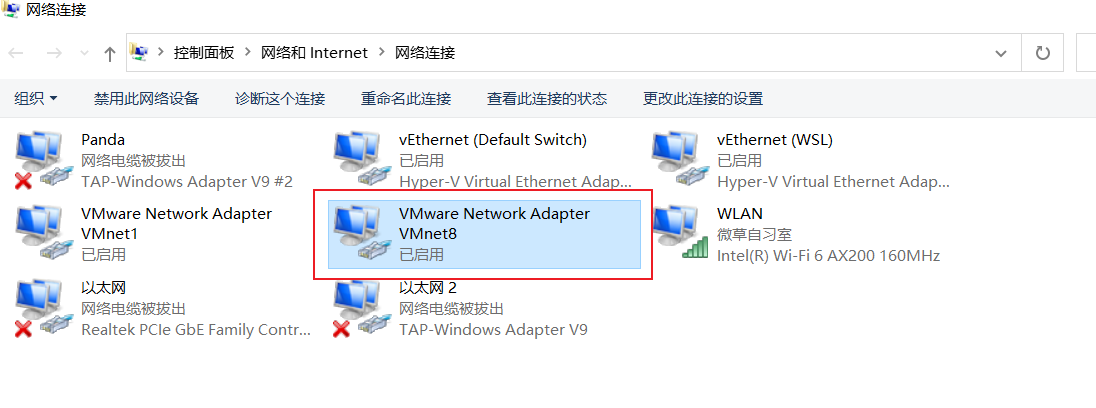 网络连接
控制面板 > 网络和 Internet > 网络连接
组织 禁用此网络设备 诊断这个连接 重命名此连接 查看此连接的状态 更改此连接的设置
Panda
网络电缆被拔出
TAP-Windows Adapter V9 #2
vEthernet (Default Switch)
已启用
Hyper-V Virtual Ethernet Adap...
vEthernet (WSL)
已启用
Hyper-V Virtual Ethernet Adap...
VMware Network Adapter
VMnet1
已启用
VMware Network Adapter
VMnet8
已启用
WLAN
微草自习室
Intel(R) Wi-Fi 6 AX200 160MHz
以太网
网络电缆被拔出
Realtek PCIe GbE Family Contr...
以太网 2
网络电缆被拔出
TAP-Windows Adapter V9